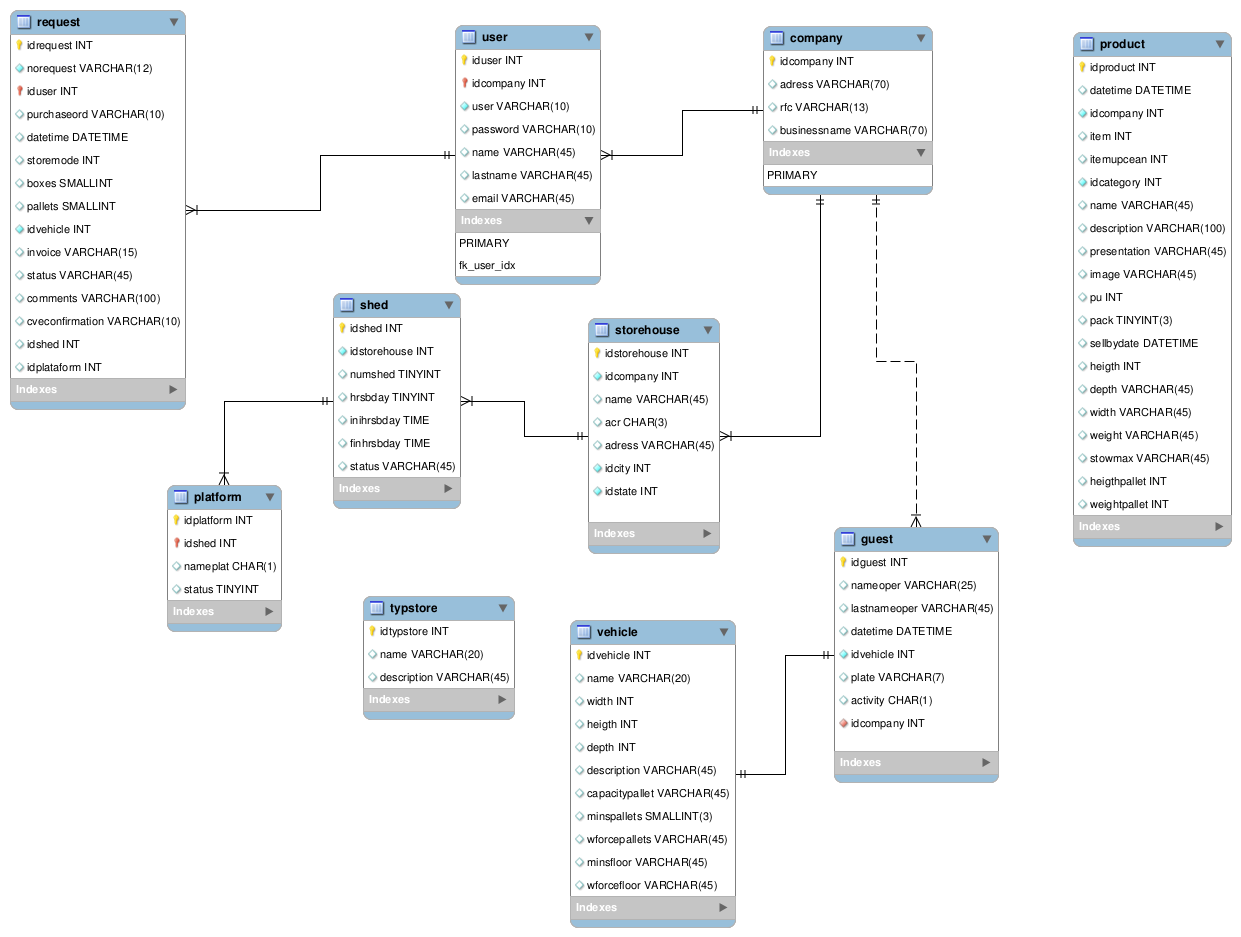 request
idrequest INT
norequest VARCHAR(12)
iduser INT
purchaseord VARCHAR(10)
datetime DATETIME
storemode INT
boxes SMALLINT
pallets SMALLINT
idvehicle INT
invoice VARCHAR(15)
status VARCHAR(45)
comments VARCHAR(100)
cveconfirmation VARCHAR(10)
idshed INT
idplataform INT
Indexes
user
iduser INT
idcompany INT
user VARCHAR(10)
password VARCHAR(10)
name VARCHAR(45)
lastname VARCHAR(45)
email VARCHAR(45)
Indexes
PRIMARY
fk_user_idx
company
idcompany INT
adress VARCHAR(70)
rfc VARCHAR(13)
businessname VARCHAR(70)
Indexes
PRIMARY
product
idproduct INT
datetime DATETIME
idcompany INT
item INT
itemupcean INT
idcategory INT
name VARCHAR(45)
description VARCHAR(100)
presentation VARCHAR(45)
image VARCHAR(45)
pu INT
pack TINYINT(3)
sellbydate DATETIME
heigth INT
depth VARCHAR(45)
width VARCHAR(45)
weight VARCHAR(45)
stowmax VARCHAR(45)
heigthpallet INT
weightpallet INT
Indexes
shed
idshed INT
idstorehouse INT
numshed TINYINT
hrsbday TINYINT
inihrsbday TIME
finhrsbday TIME
status VARCHAR(45)
Indexes
storehouse
idstorehouse INT
idcompany INT
name VARCHAR(45)
acr CHAR(3)
adress VARCHAR(45)
idcity INT
idstate INT
Indexes
platform
idplatform INT
idshed INT
nameplat CHAR(1)
status TINYINT
Indexes
typstore
idtypstore INT
name VARCHAR(20)
description VARCHAR(45)
Indexes
vehicle
idvehicle INT
name VARCHAR(20)
width INT
heigth INT
depth INT
description VARCHAR(45)
capacitypallet VARCHAR(45)
minspallets SMALLINT(3)
wforcepallets VARCHAR(45)
minsfloor VARCHAR(45)
wforcefloor VARCHAR(45)
Indexes
guest
idguest INT
nameoper VARCHAR(25)
lastnameoper VARCHAR(45)
datetime DATETIME
idvehicle INT
plate VARCHAR(7)
activity CHAR(1)
idcompany INT
Indexes